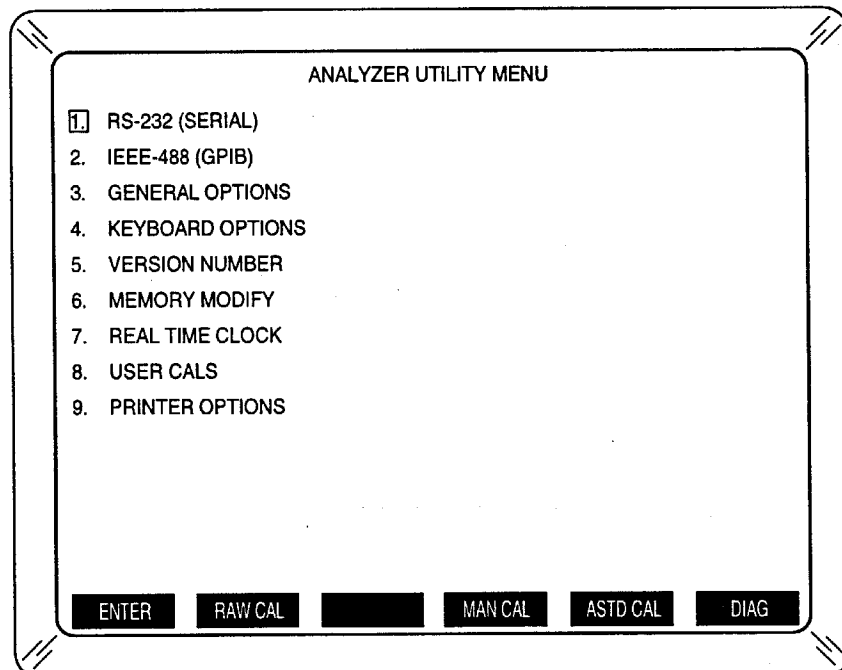 ANALYZER UTILITY MENU
1. RS-232 (SERIAL)
2. IEEE-488 (GPIB)
3. GENERAL OPTIONS
4. KEYBOARD OPTIONS
5. VERSION NUMBER
6. MEMORY MODIFY
7. REAL TIME CLOCK
8. USER CALS
9. PRINTER OPTIONS
ENTER RAW CAL MAN CAL ASTD CAL DIAG